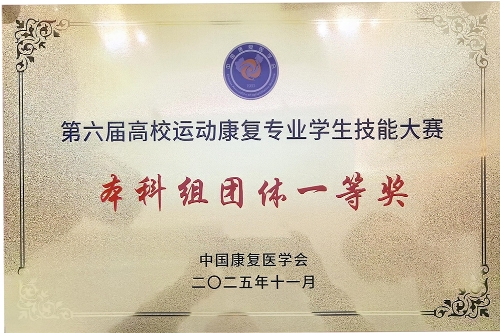 第六届高校运动康复专业学生技能大赛
本科组团体一等奖
中国康复医学会
二〇二五年十一月